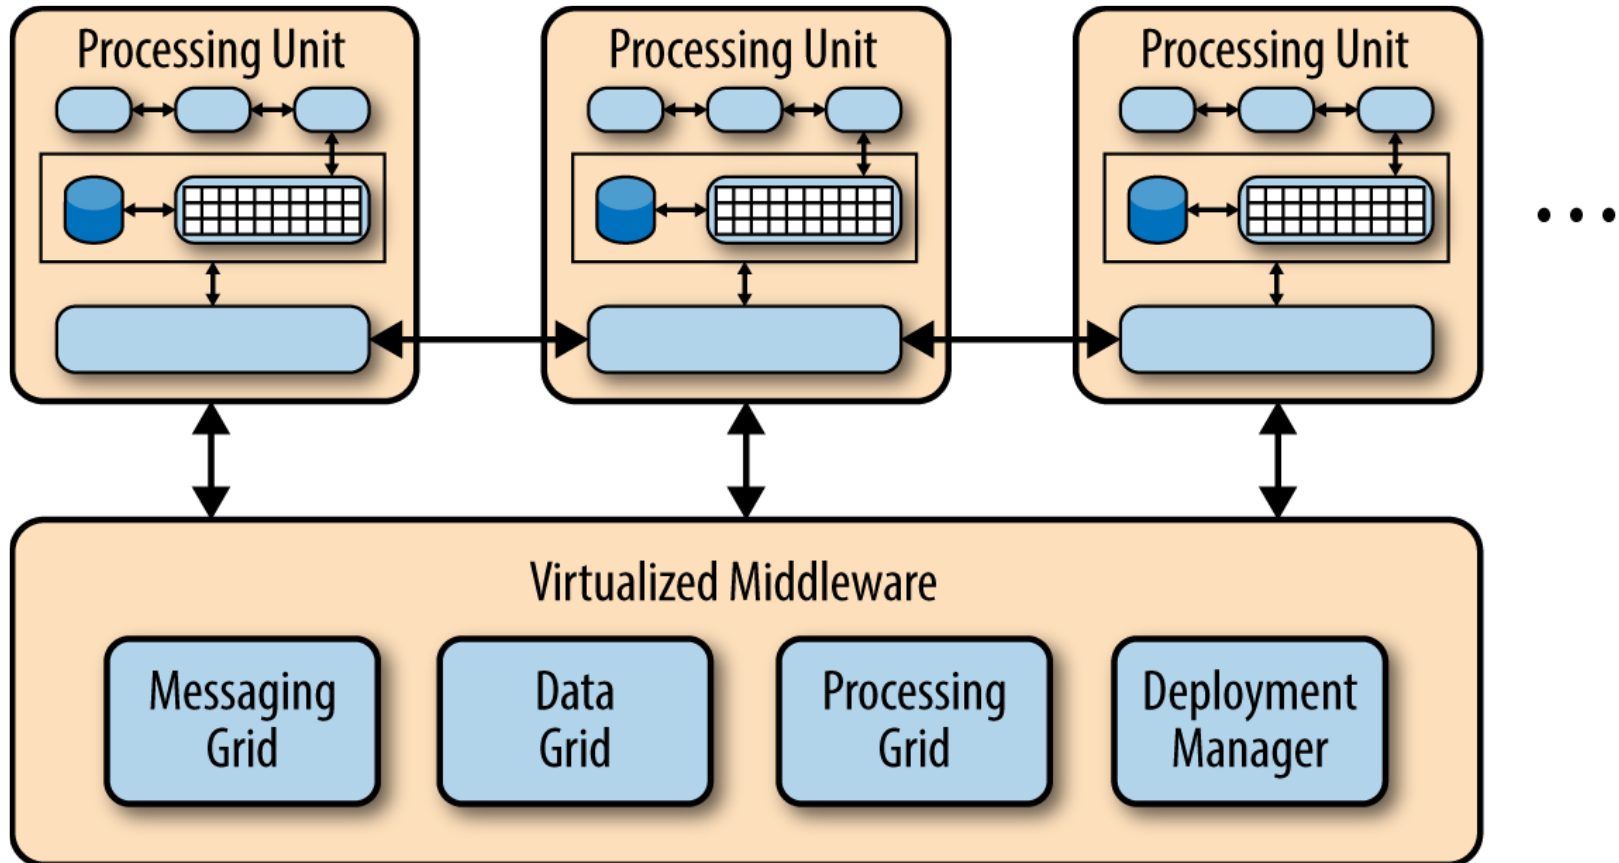 Processing Unit
Processing Unit
Processing Unit
...
Virtualized Middleware
Messaging
Grid
Data
Grid
Processing
Grid
Deployment
Manager